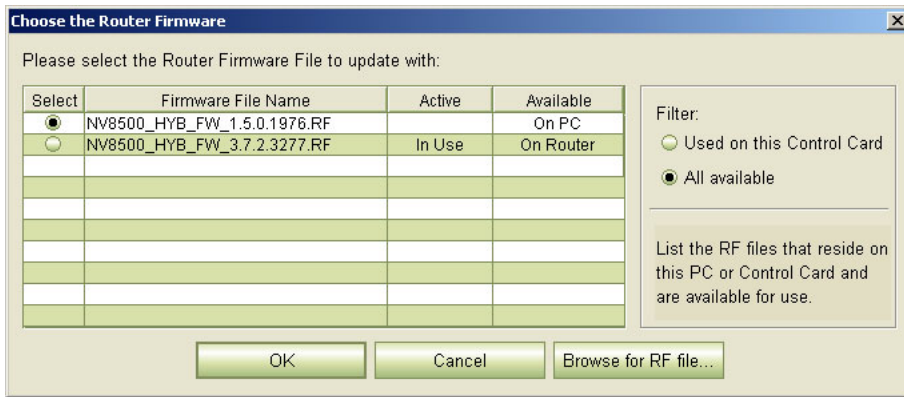 Choose the Router Firmware
Please select the Router Firmware File to update with:
Select Firmware File Name Active Available
NV8500_HYB_FW_1.5.0.1976.RF On PC
NV8500_HYB_FW_3.7.2.3277.RF In Use On Router
Filter:
Used on this Control Card
All available
List the RF files that reside on
this PC or Control Card and
are available for use.
OK Cancel Browse for RF file...